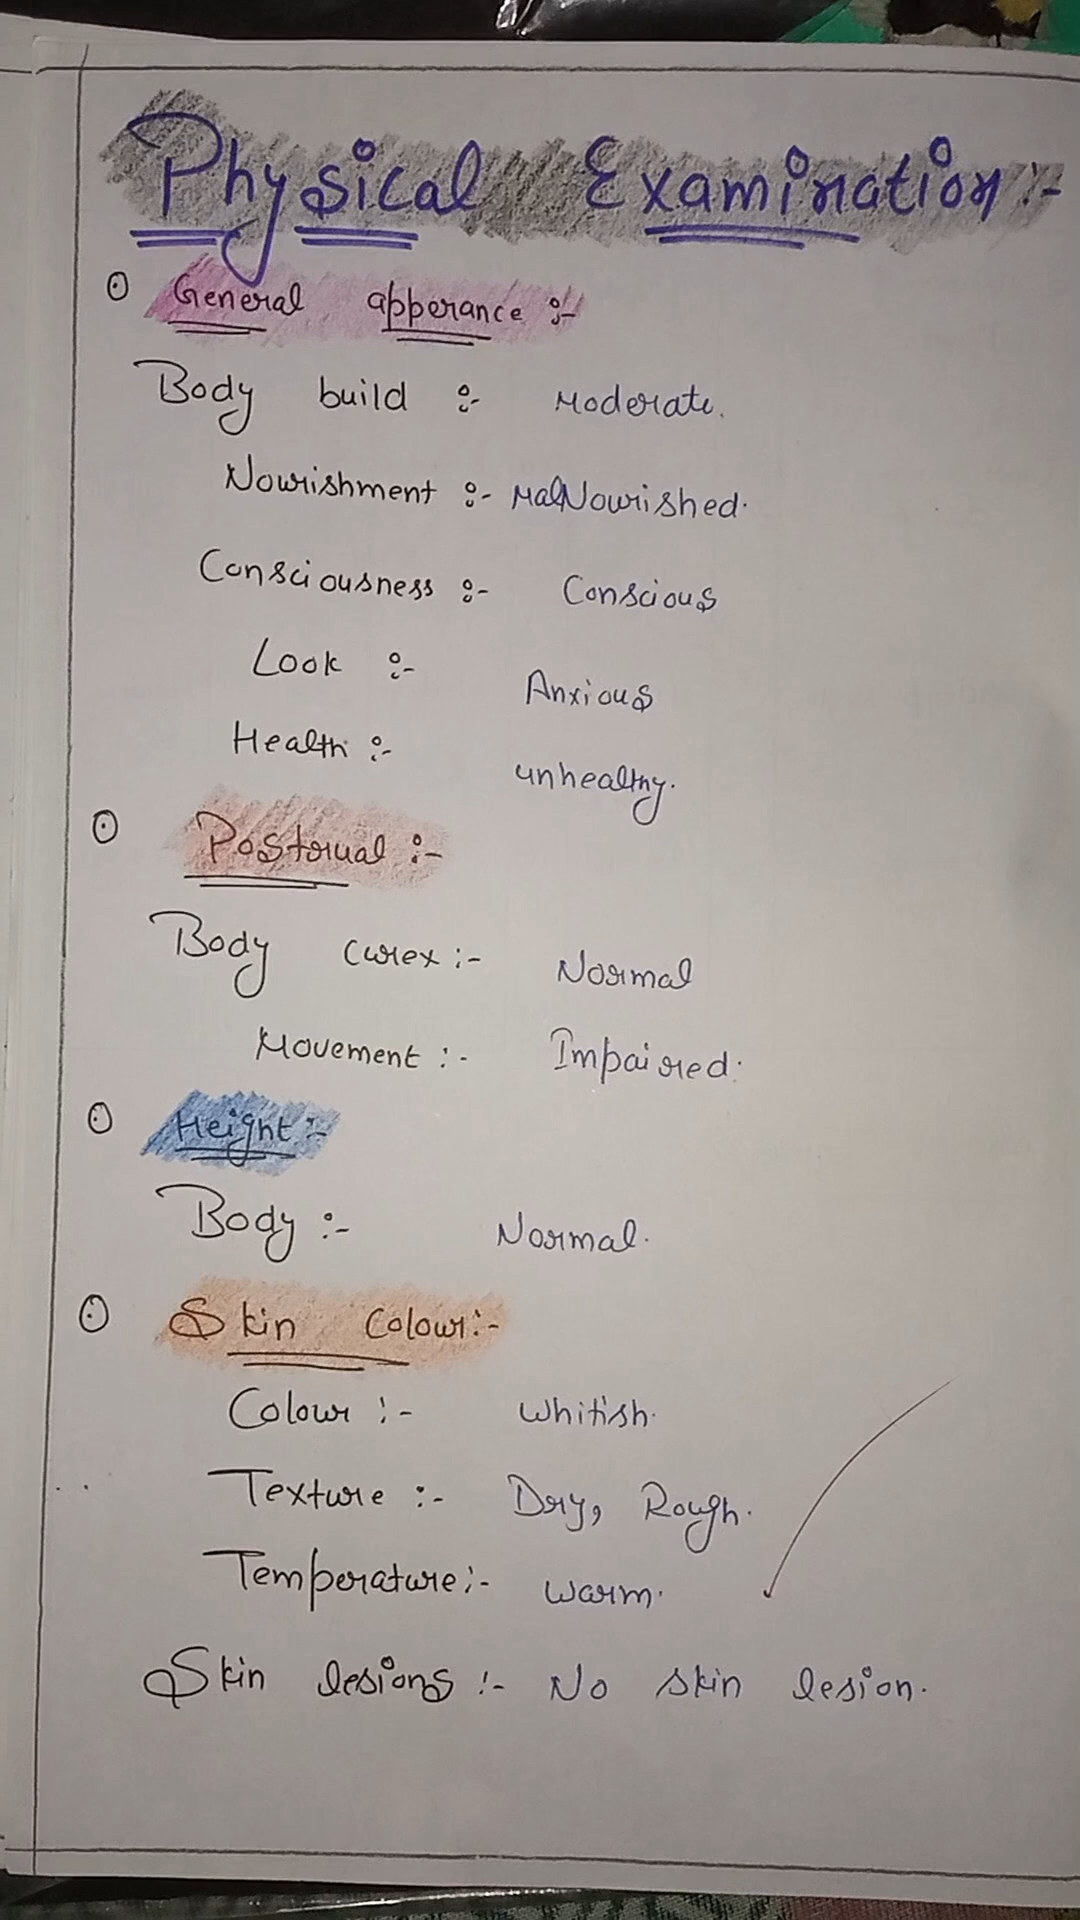 Physical Examination :-
General apperance :-
Body build :- Moderate.
Nourishment :- MalNourished.
Consciousness :- Conscious
Look :- Anxious
Health :- unhealthy.
Postrual :-
Body Curex :- Normal
Movement :- Impaired.
Height :-
Body :- Normal.
Skin Colour :-
Colour :- Whitish.
Texture :- Dry, Rough.
Temperature :- Warm.
Skin lesions :- No skin lesion.